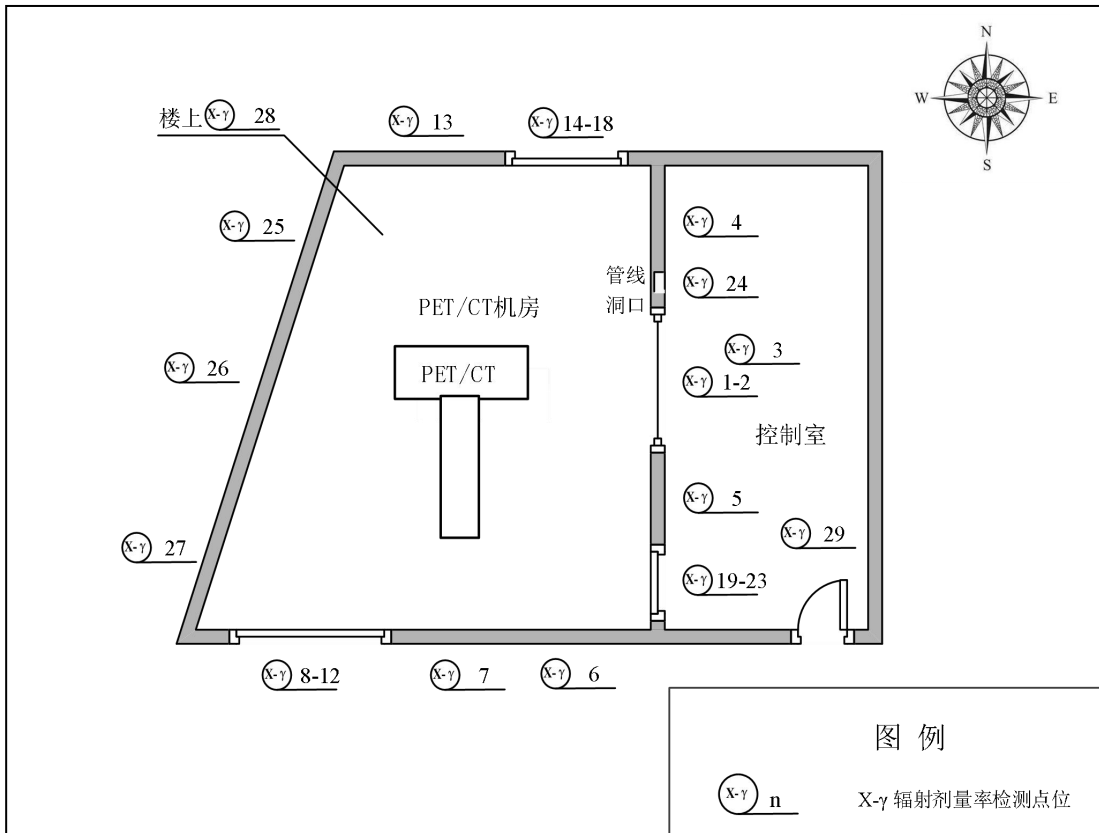 N
W
E
S
楼上 X-γ 28
X-γ 13
X-γ 14-18
X-γ 25
X-γ 4
管线
洞口
X-γ 24
PET/CT机房
X-γ 3
X-γ 26
PET/CT
X-γ 1-2
控制室
X-γ 5
X-γ 27
X-γ 29
X-γ 19-23
X-γ 8-12
X-γ 7
X-γ 6
图 例
X-γ n
X-γ 辐射剂量率检测点位